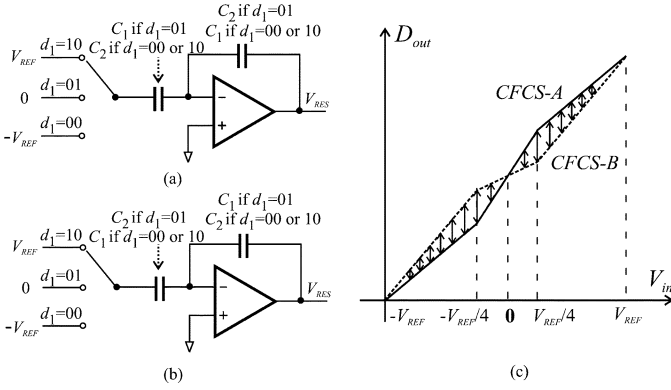 C2 if d1=01
C1 if d1=01 C1 if d1=00 or 10
C2 if d1=00 or 10
VREF d1=10
0 d1=01
-VREF d1=00
VRES
(a)
C1 if d1=01
C2 if d1=01 C2 if d1=00 or 10
C1 if d1=00 or 10
VREF d1=10
0 d1=01
-VREF d1=00
VRES
(b)
Dout
CFCS-A
CFCS-B
Vin
-VREF -VREF/4 0 VREF/4 VREF
(c)